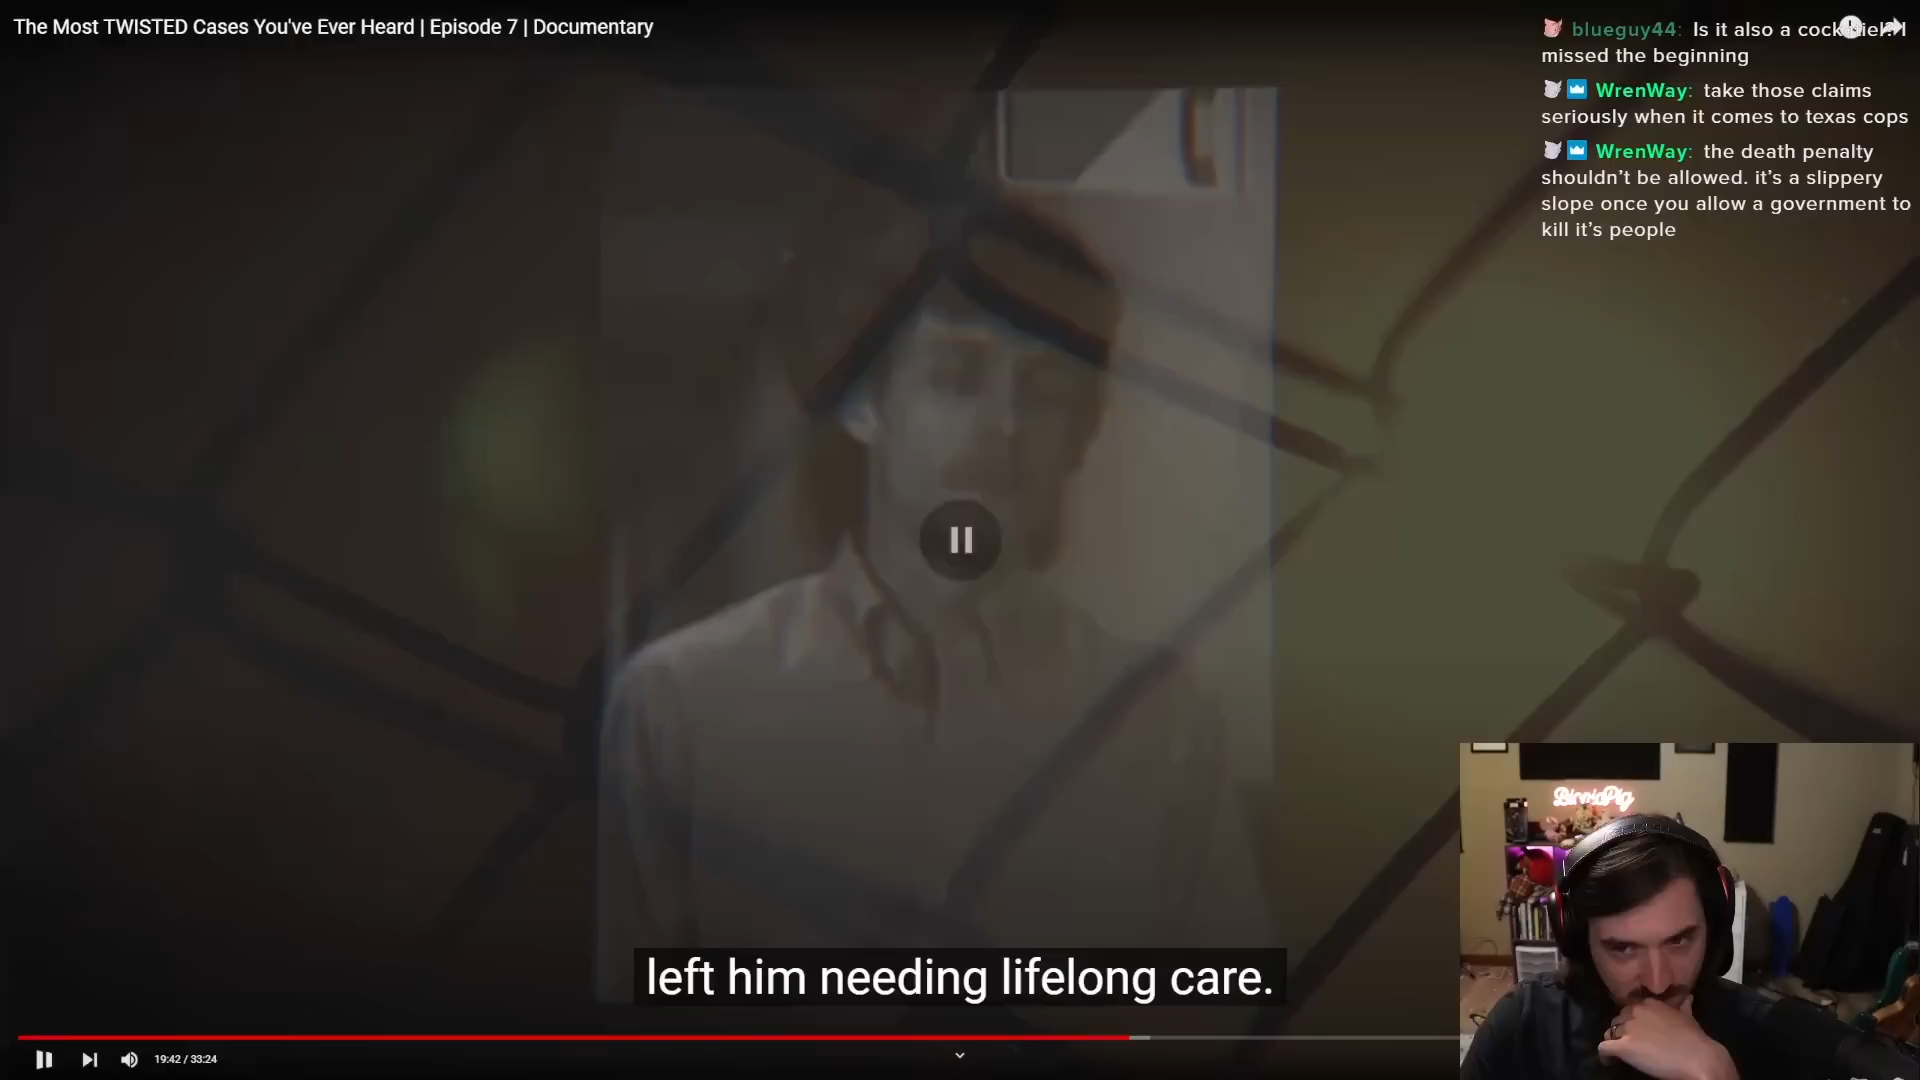 The Most TWISTED Cases You've Ever Heard | Episode 7 | Documentary
blueguy44: Is it also a I
missed the beginning
WrenWay: take those claims
seriously when it comes to texas cops
WrenWay: the death penalty
shouldn't be allowed. it's a slippery
slope once you allow a government to
kill it's people
left him needing lifelong care.
19:42 / 33:24